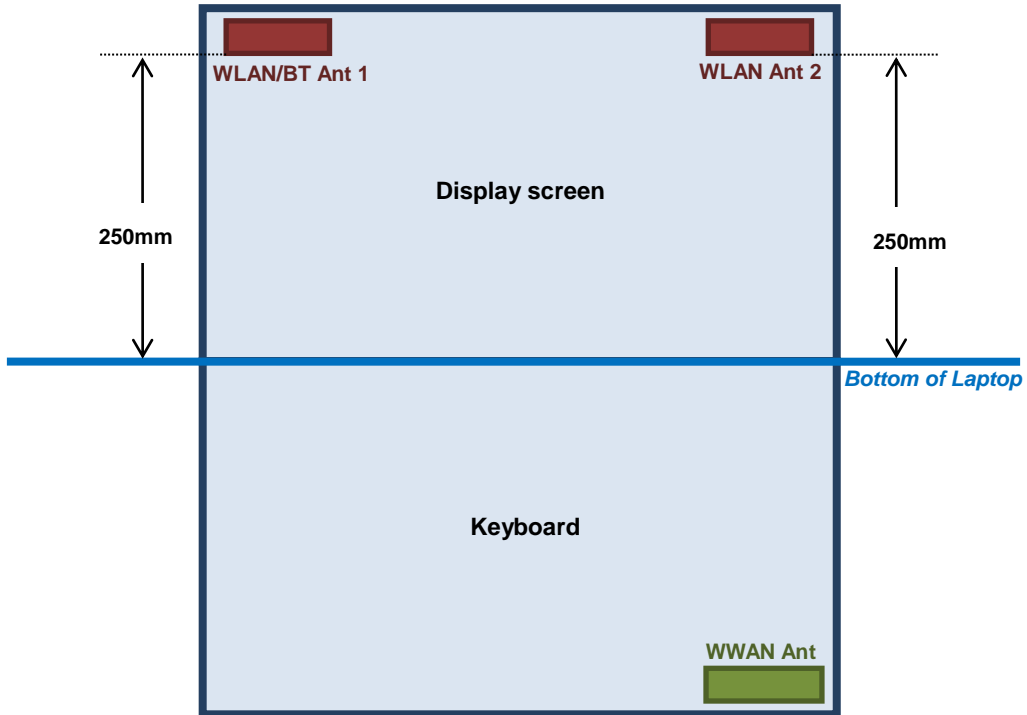 WLAN/BT Ant 1
WLAN Ant 2
Display screen
250mm
250mm
Bottom of Laptop
Keyboard
WWAN Ant